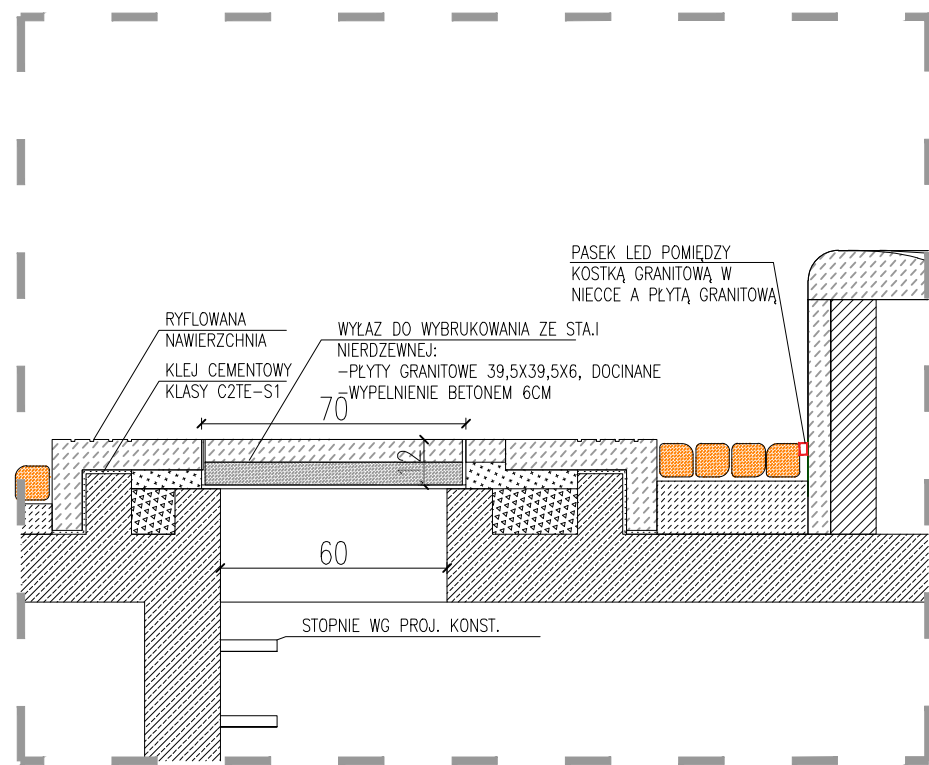 PASEK LED POMIĘDZY
KOSTKĄ GRANITOWĄ W
NIECCE A PŁYTĄ GRANITOWĄ
RYFLOWANA
NAWIERZCHNIA
KLEJ CEMENTOWY
KLASY C2TE-S1
WYŁAZ DO WYBRUKOWANIA ZE STA.I
NIERDZEWNEJ:
-PŁYTY GRANITOWE 39,5X39,5X6, DOCINANE
-WYPEŁNIENIE BETONEM 6CM
70
12
60
STOPNIE WG PROJ. KONST.